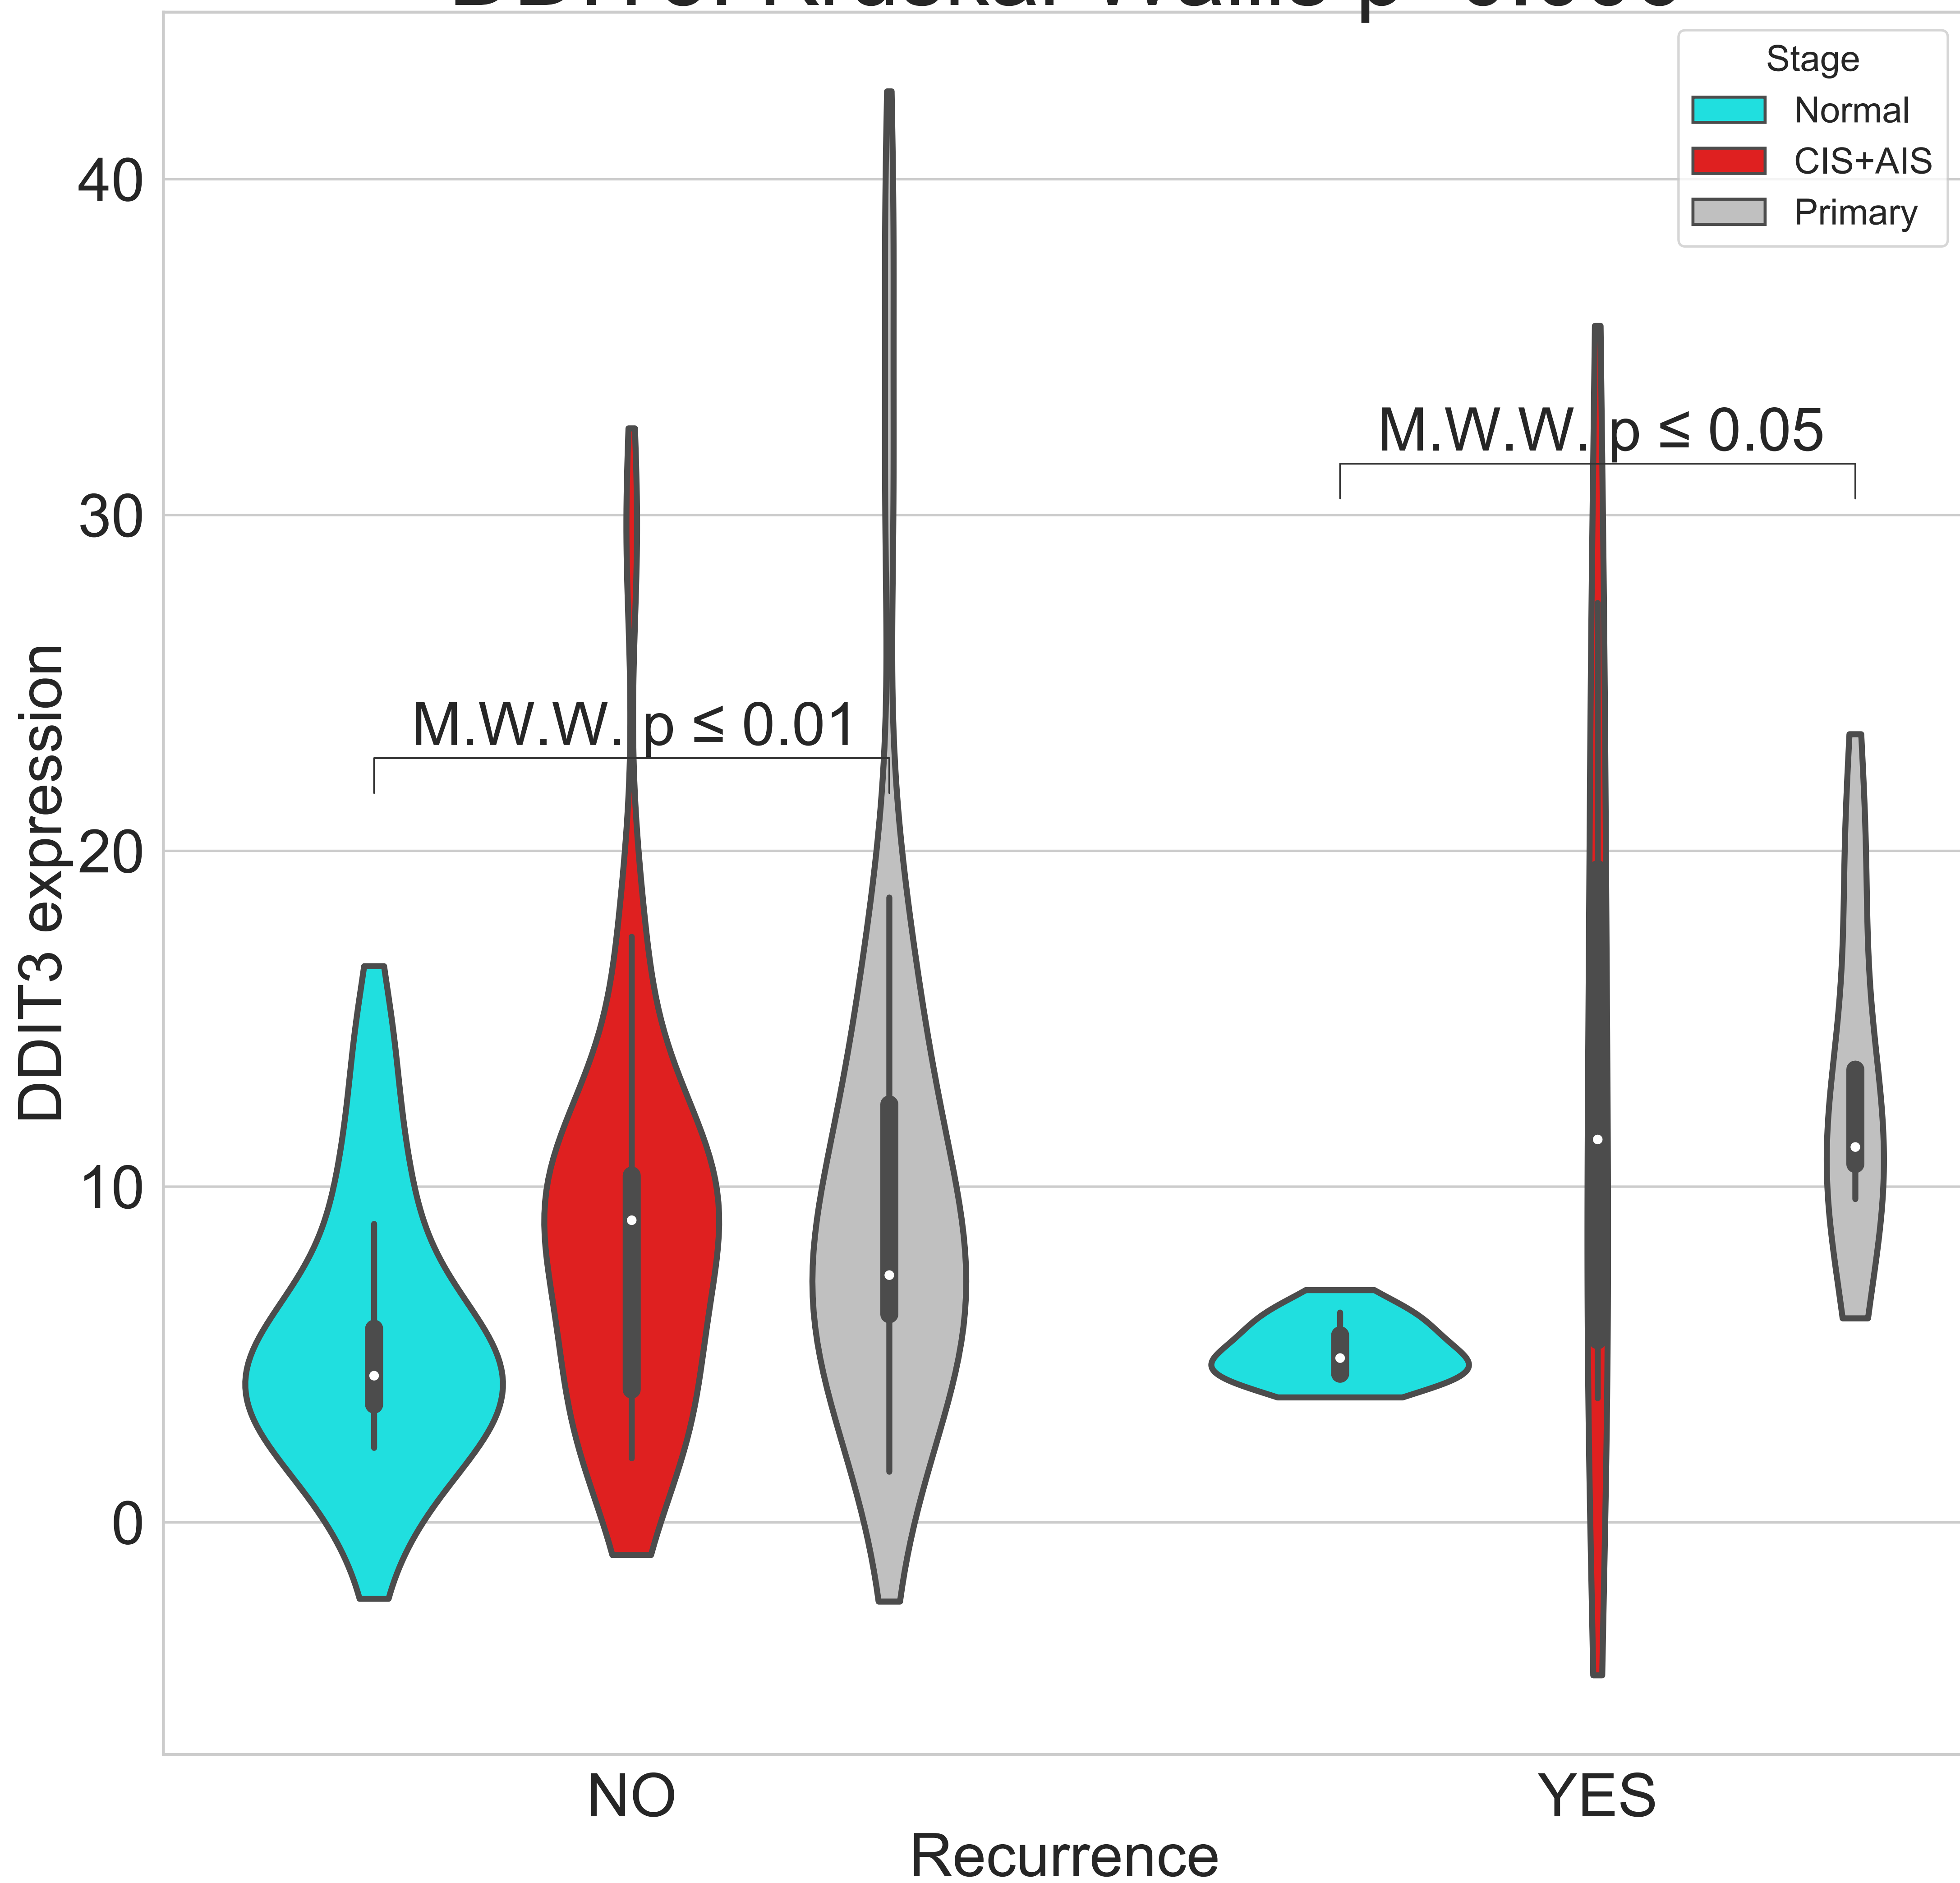 Stage
Normal
CIS+AIS
Primary
40
30
20
10
0
DDIT3 expression
M.W.W. p ≤ 0.01
M.W.W. p ≤ 0.05
NO
YES
Recurrence